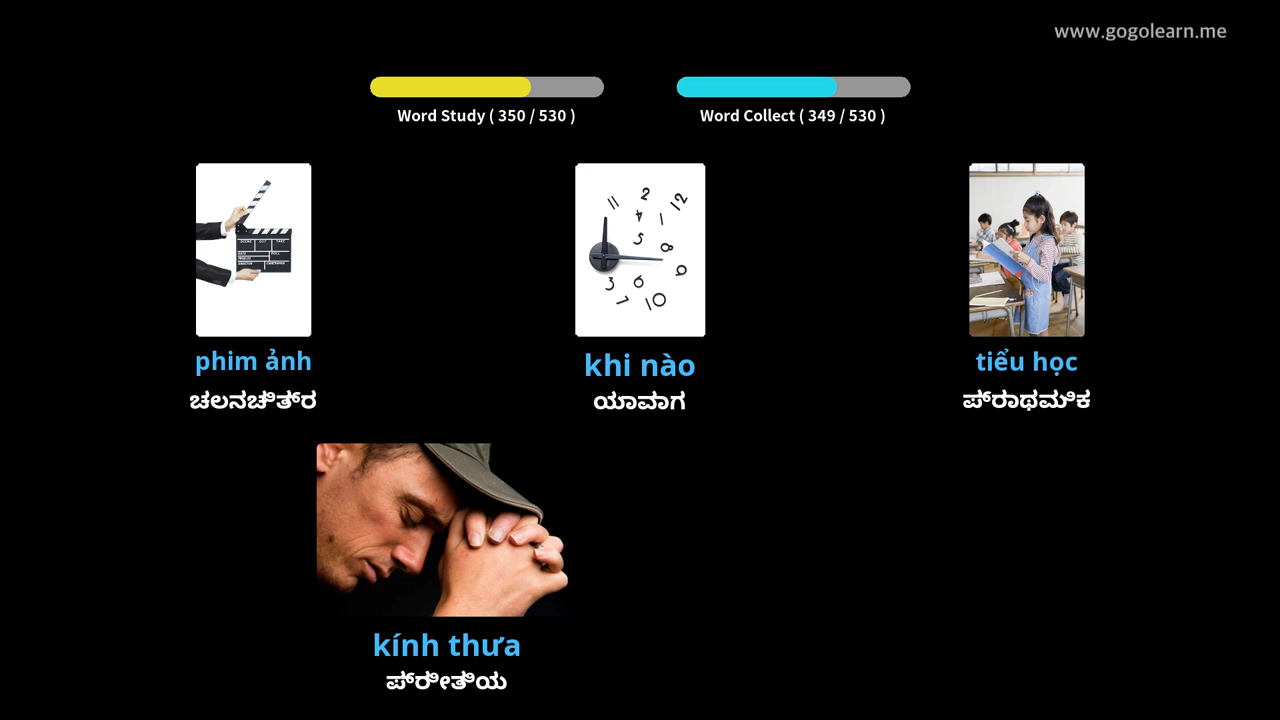 www.gogolearn.me
Word Study ( 350 / 530 )
Word Collect ( 349 / 530 )
phim ảnh
ಚಲನಚಿತ್ರ
khi nào
ಯಾವಾಗ
tiểu học
ಪ್ರಾಥಮಿಕ
kính thưa
ಪ್ರೀತಿಯ